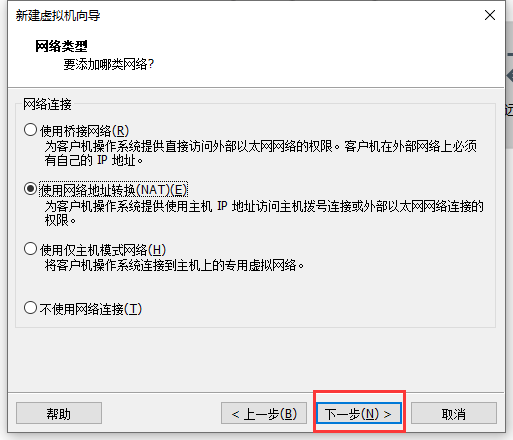 新建虚拟机向导
网络类型
要添加哪类网络?
网络连接
使用桥接网络(R)
为客户机操作系统提供直接访问外部以太网网络的权限。客户机在外部网络上必须
有自己的 IP 地址。
使用网络地址转换(NAT)(E)
为客户机操作系统提供使用主机 IP 地址访问主机拨号连接或外部以太网网络连接的
权限。
使用仅主机模式网络(H)
将客户机操作系统连接到主机上的专用虚拟网络。
不使用网络连接(T)
帮助
< 上一步(B)
下一步(N) >
取消